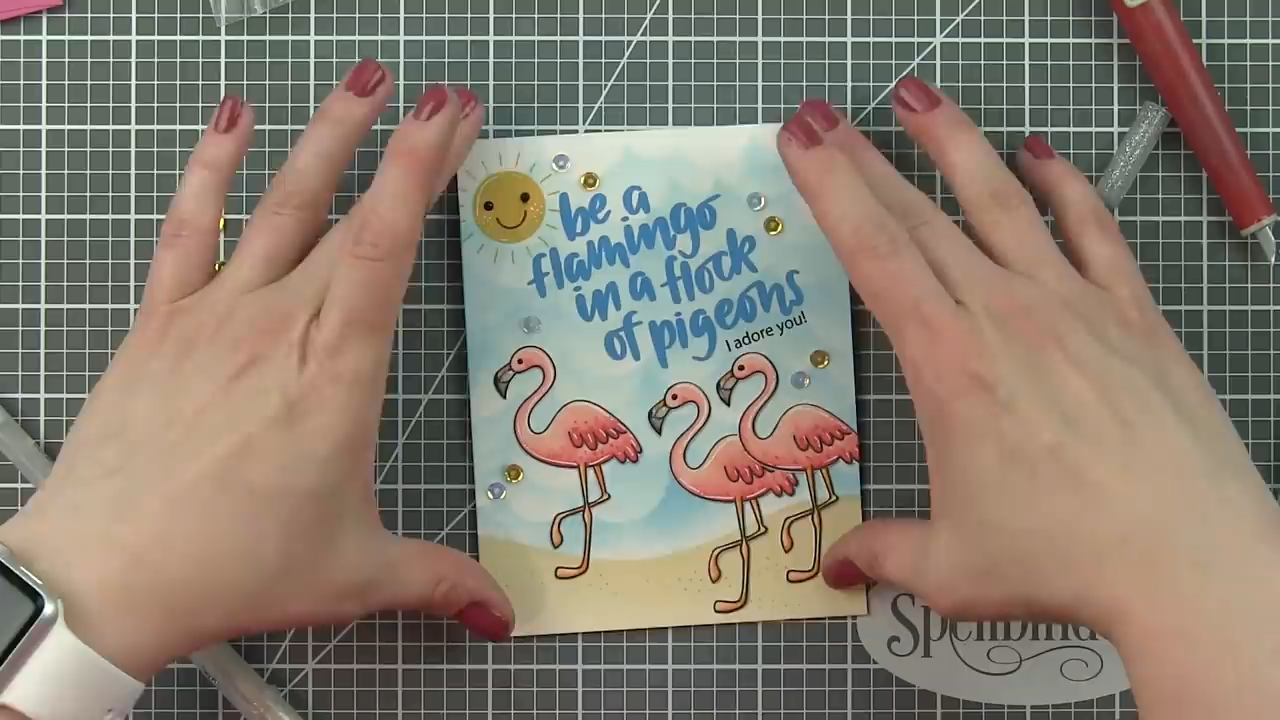 be a
flamingo
in a flock
of pigeons
I adore you!